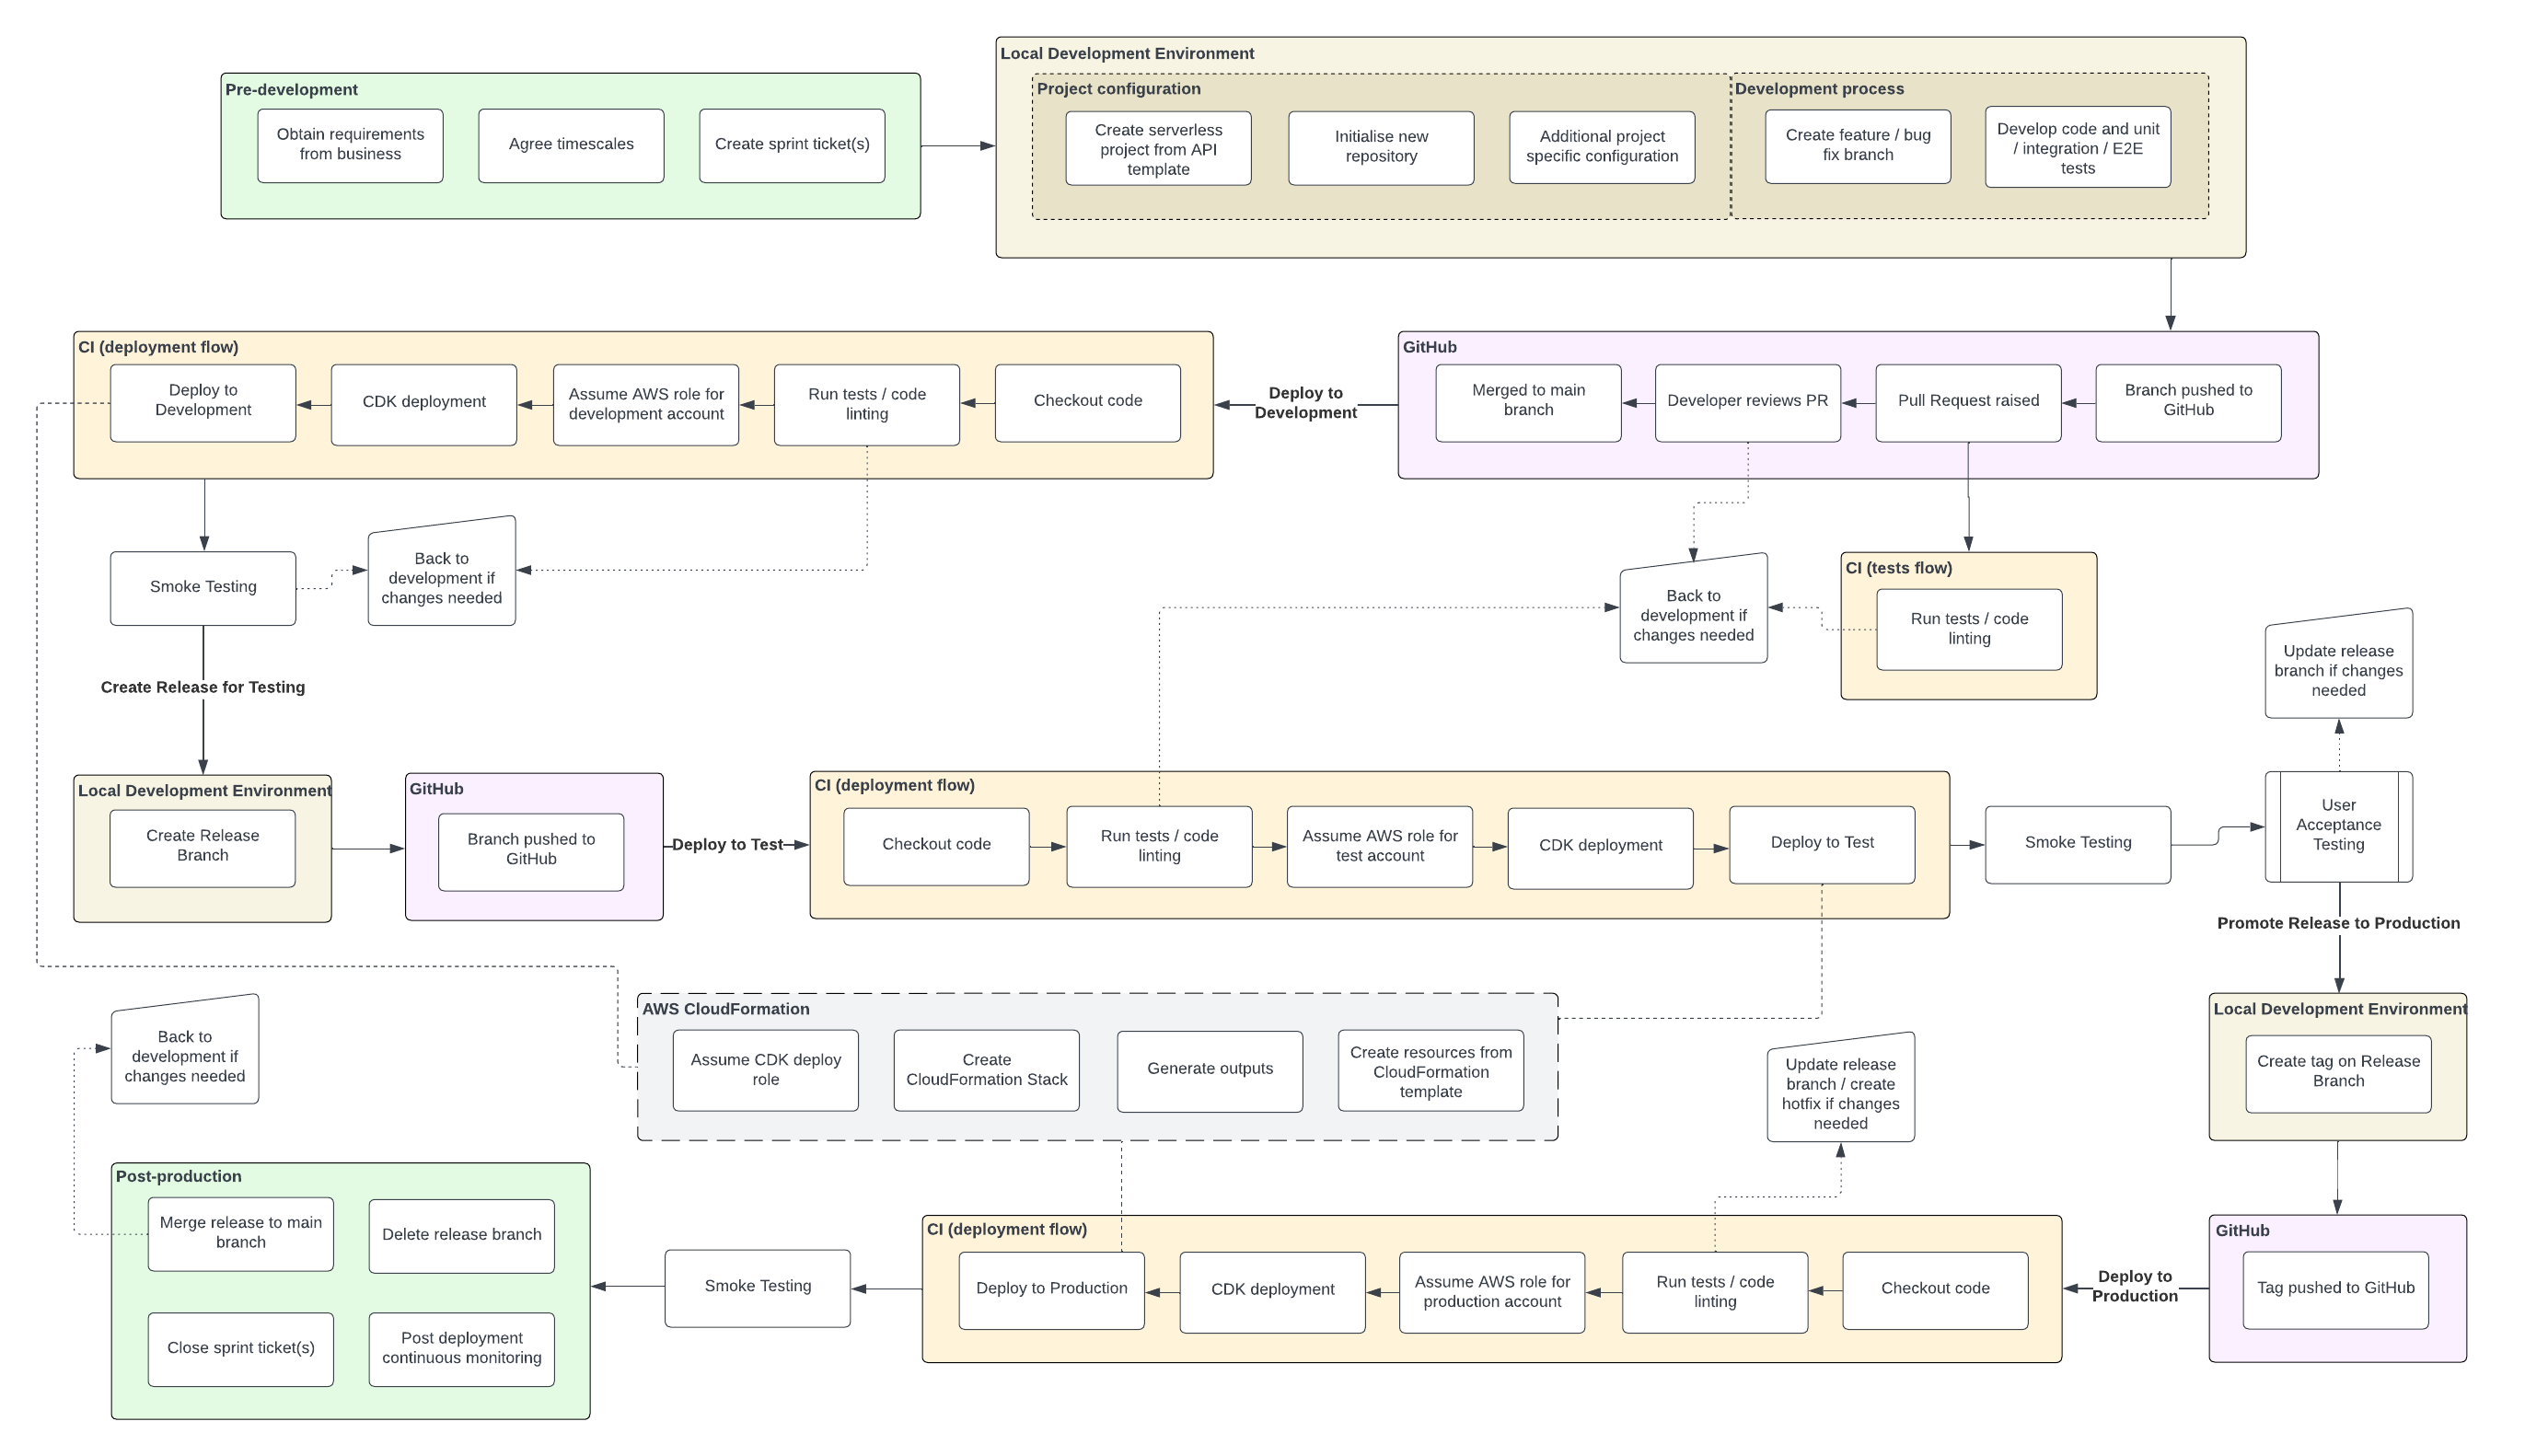 Local Development Environment
Pre-development
Obtain requirements
from business
Agree timescales
Create sprint ticket(s)
Project configuration
Create serverless
project from API
template
Initialise new
repository
Additional project
specific configuration
Development process
Create feature / bug
fix branch
Develop code and unit
/ integration / E2E
tests
GitHub
Branch pushed to
GitHub
Pull Request raised
Developer reviews PR
Merged to main
branch
Deploy to
Development
CI (deployment flow)
Checkout code
Run tests / code
linting
Assume AWS role for
development account
CDK deployment
Deploy to
Development
Smoke Testing
Back to
development if
changes needed
Back to
development if
changes needed
CI (tests flow)
Run tests / code
linting
Update release
branch if changes
needed
Create Release for Testing
Local Development Environment
Create Release
Branch
GitHub
Branch pushed to
GitHub
Deploy to Test
CI (deployment flow)
Checkout code
Run tests / code
linting
Assume AWS role for
test account
CDK deployment
Deploy to Test
Smoke Testing
User
Acceptance
Testing
Promote Release to Production
Local Development Environment
Create tag on Release
Branch
AWS CloudFormation
Assume CDK deploy
role
Create
CloudFormation Stack
Generate outputs
Create resources from
CloudFormation
template
Update release
branch / create
hotfix if changes
needed
Back to
development if
changes needed
GitHub
Tag pushed to GitHub
Deploy to
Production
CI (deployment flow)
Checkout code
Run tests / code
linting
Assume AWS role for
production account
CDK deployment
Deploy to Production
Smoke Testing
Post-production
Merge release to main
branch
Delete release branch
Close sprint ticket(s)
Post deployment
continuous monitoring